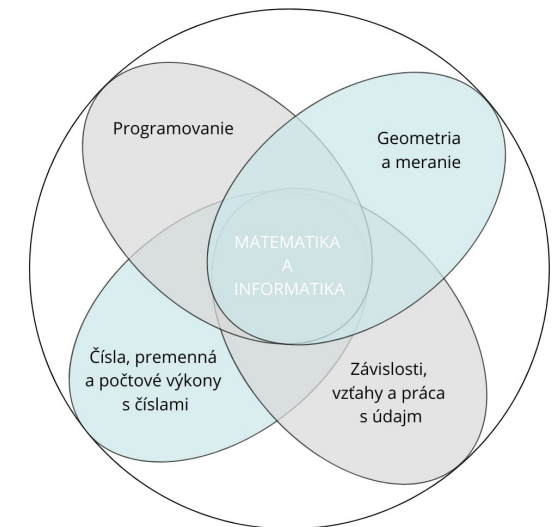 Programovanie
Geometria
a meranie
MATEMATIKA
A
INFORMATIKA
Čísla, premenná
a počtové výkony
s číslami
Závislosti,
vzťahy a práca
s údajm